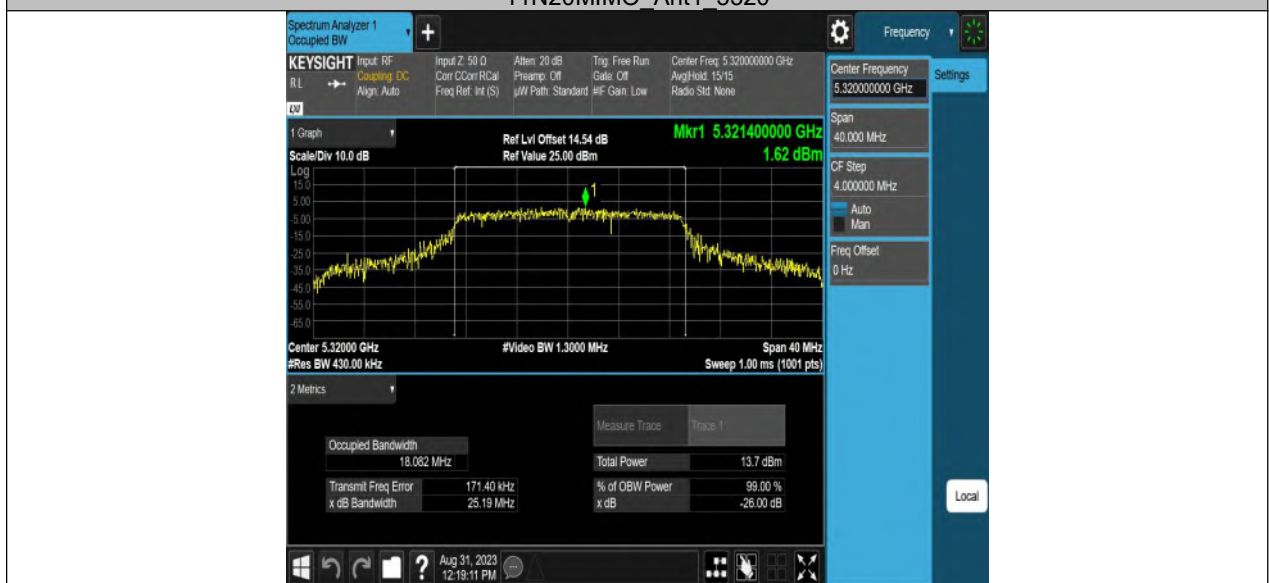 Spectrum Analyzer 1
Occupied BW
+
Frequency
KEYSIGHT
RL
LXI
Input: RF
Coupling: DC
Align: Auto
Input Z: 50 Ω
Corr CCorr RCal
Freq Ref: Int (S)
Atten: 20 dB
Preamp: Off
µW Path: Standard
Trig: Free Run
Gate: Off
#IF Gain: Low
Center Freq: 5.320000000 GHz
Avg|Hold: 15/15
Radio Std: None
Center Frequency
5.320000000 GHz
Settings
Span
40.000 MHz
CF Step
4.000000 MHz
Auto
Man
Freq Offset
0 Hz
Local
1 Graph
Scale/Div 10.0 dB
Ref Lvl Offset 14.54 dB
Ref Value 25.00 dBm
Mkr1 5.321400000 GHz
1.62 dBm
Log
15.0
5.00
-5.00
-15.0
-25.0
-35.0
-45.0
-55.0
-65.0
1
Center 5.32000 GHz
#Res BW 430.00 kHz
#Video BW 1.3000 MHz
Span 40 MHz
Sweep 1.00 ms (1001 pts)
2 Metrics
Measure Trace Trace 1
Occupied Bandwidth
18.082 MHz
Total Power 13.7 dBm
Transmit Freq Error 171.40 kHz
% of OBW Power 99.00 %
x dB Bandwidth 25.19 MHz
x dB -26.00 dB
?
Aug 31, 2023
12:19:11 PM